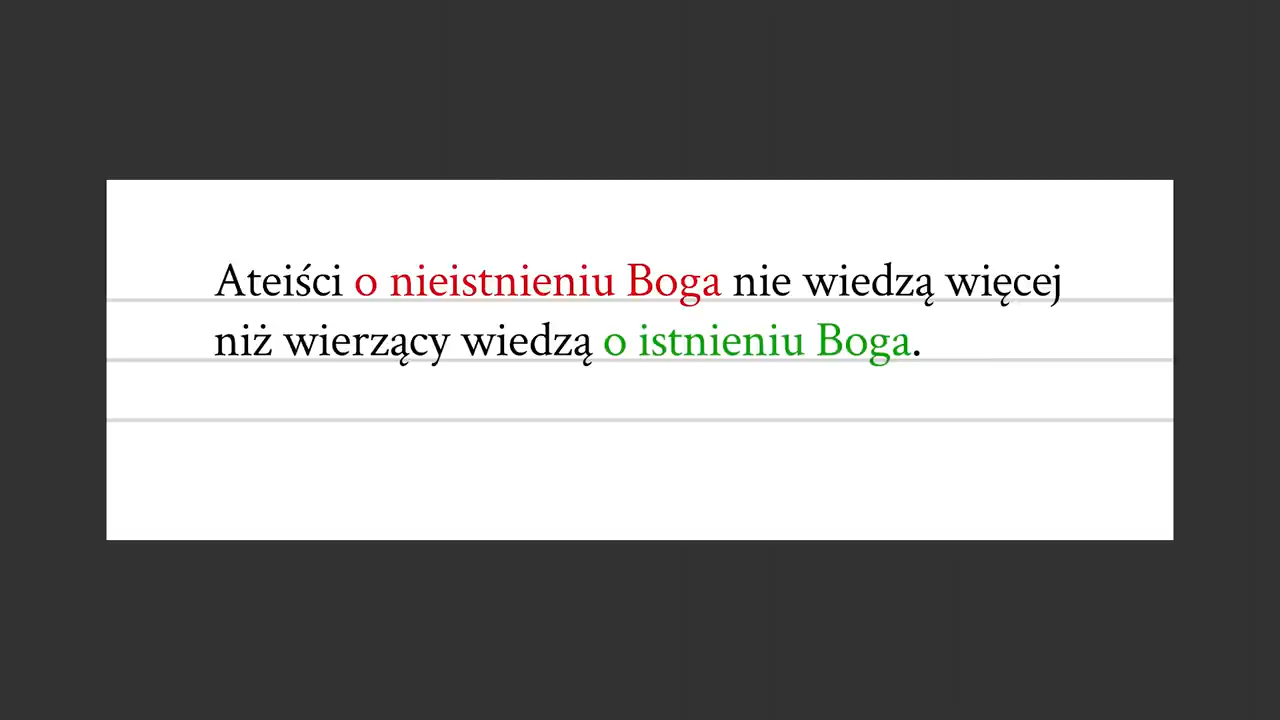 Ateiści o nieistnieniu Boga nie wiedzą więcej
niż wierzący wiedzą o istnieniu Boga.